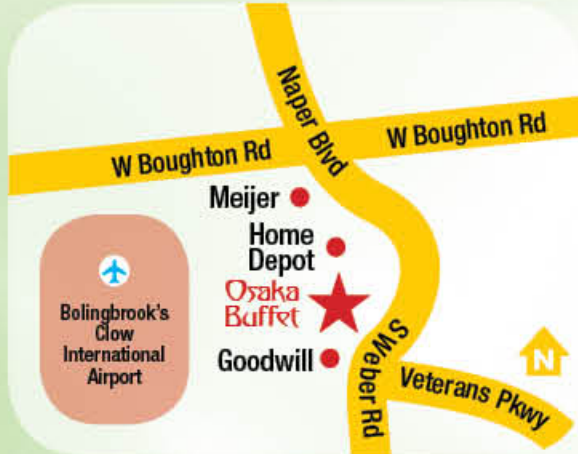 Naper Blvd
W Boughton Rd
W Boughton Rd
Meijer
Home
Depot
Osaka
Buffet
Bolingbrook's
Clow
International
Airport
Goodwill
S Weber Rd
Veterans Pkwy
N